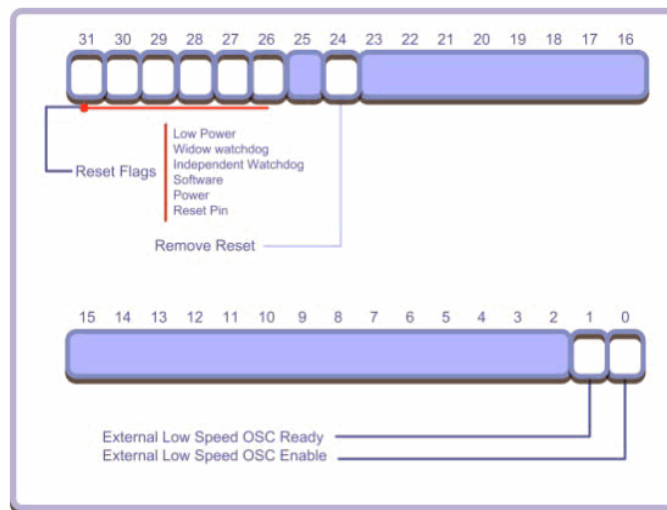 31 30 29 28 27 26 25 24 23 22 21 20 19 18 17 16
Reset Flags
Low Power
Widow watchdog
Independent Watchdog
Software
Power
Reset Pin
Remove Reset
15 14 13 12 11 10 9 8 7 6 5 4 3 2 1 0
External Low Speed OSC Ready
External Low Speed OSC Enable